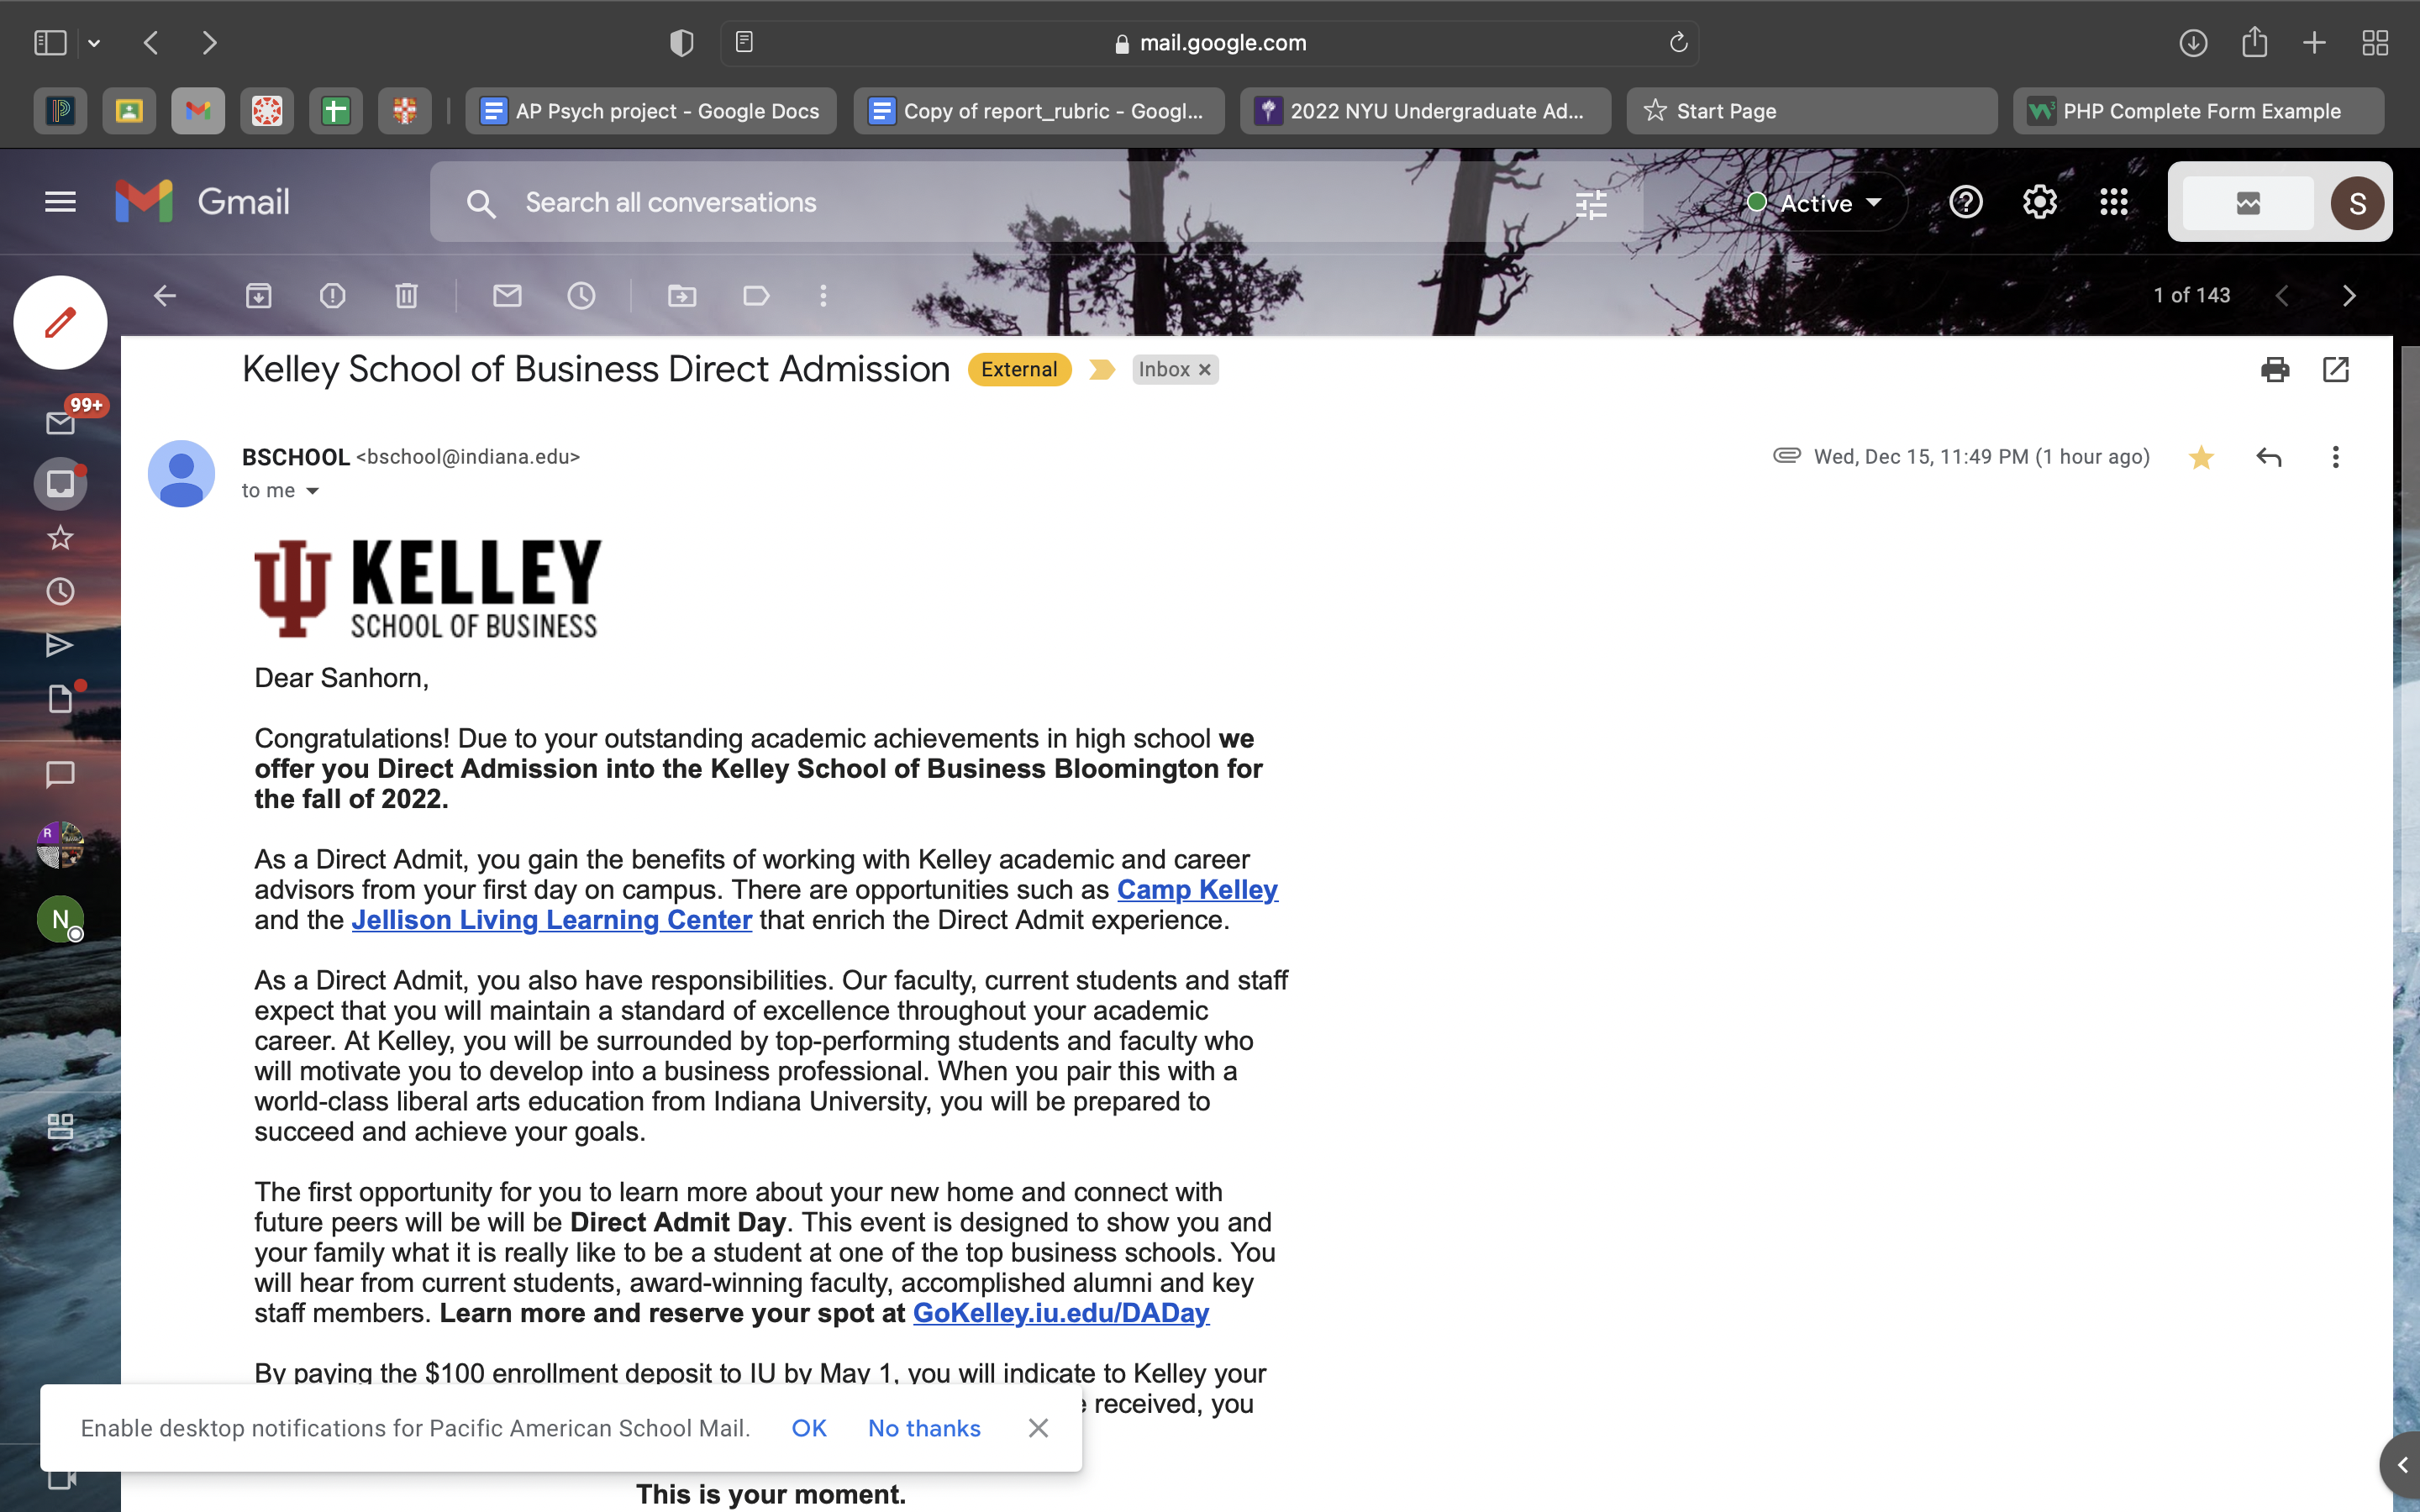 mail.google.com
AP Psych project - Google Docs
Copy of report_rubric - Googl...
2022 NYU Undergraduate Ad...
Start Page
PHP Complete Form Example
Gmail
Search all conversations
Active
S
1 of 143
Kelley School of Business Direct Admission External Inbox ×
99+
BSCHOOL <bschool@indiana.edu>
Wed, Dec 15, 11:49 PM (1 hour ago)
to me
KELLEY
SCHOOL OF BUSINESS
Dear Sanhorn,
Congratulations! Due to your outstanding academic achievements in high school we
offer you Direct Admission into the Kelley School of Business Bloomington for
the fall of 2022.
As a Direct Admit, you gain the benefits of working with Kelley academic and career
advisors from your first day on campus. There are opportunities such as Camp Kelley
and the Jellison Living Learning Center that enrich the Direct Admit experience.
R
N
As a Direct Admit, you also have responsibilities. Our faculty, current students and staff
expect that you will maintain a standard of excellence throughout your academic
career. At Kelley, you will be surrounded by top-performing students and faculty who
will motivate you to develop into a business professional. When you pair this with a
world-class liberal arts education from Indiana University, you will be prepared to
succeed and achieve your goals.
The first opportunity for you to learn more about your new home and connect with
future peers will be will be Direct Admit Day. This event is designed to show you and
your family what it is really like to be a student at one of the top business schools. You
will hear from current students, award-winning faculty, accomplished alumni and key
staff members. Learn more and reserve your spot at GoKelley.iu.edu/DADay
By paying the $100 enrollment deposit to IU by May 1, you will indicate to Kelley your
received, you
Enable desktop notifications for Pacific American School Mail. OK No thanks
This is your moment.